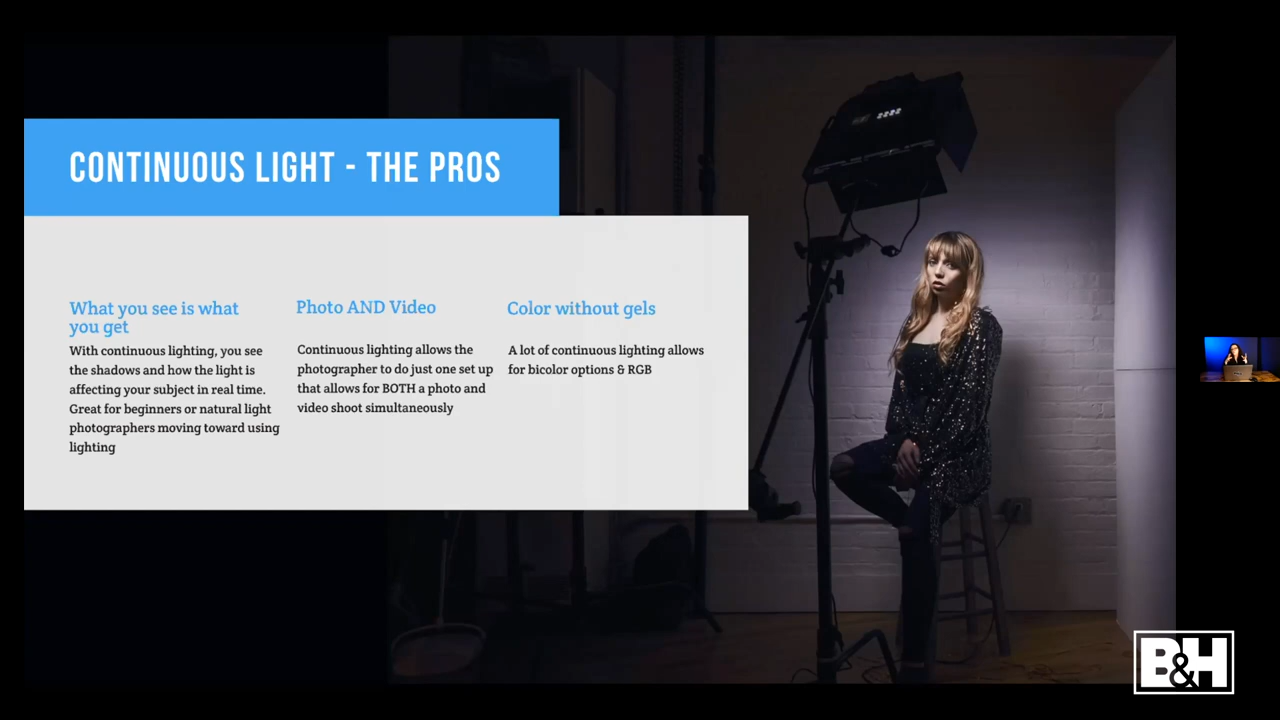 CONTINUOUS LIGHT - THE PROS
What you see is what
you get
With continuous lighting, you see
the shadows and how the light is
affecting your subject in real time.
Great for beginners or natural light
photographers moving toward using
lighting
Photo AND Video
Continuous lighting allows the
photographer to do just one set up
that allows for BOTH a photo and
video shoot simultaneously
Color without gels
A lot of continuous lighting allows
for bicolor options & RGB
B&H